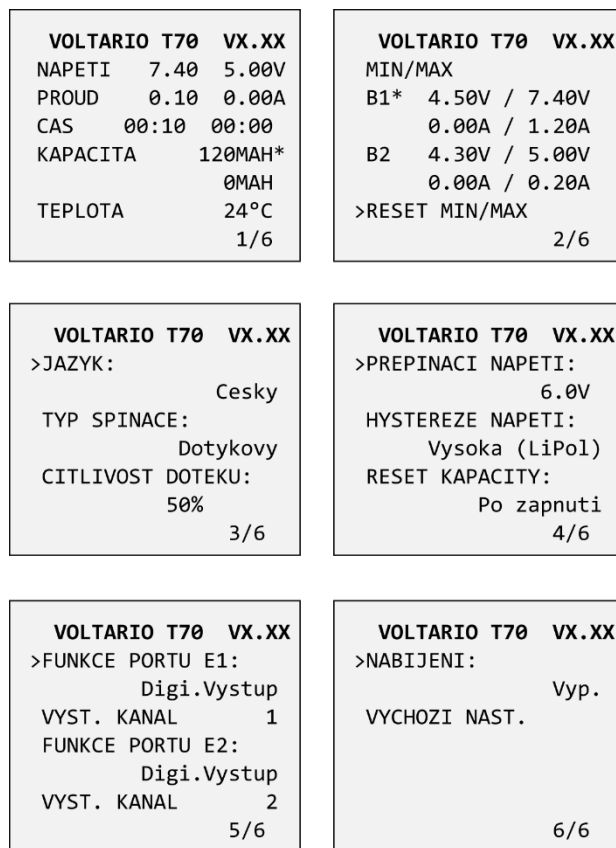 VOLTARIO T70 VX.XX
NAPETI 7.40 5.00V
PROUD 0.10 0.00A
CAS 00:10 00:00
KAPACITA 120MAH*
0MAH
TEPLOTA 24°C
1/6
VOLTARIO T70 VX.XX
MIN/MAX
B1* 4.50V / 7.40V
0.00A / 1.20A
B2 4.30V / 5.00V
0.00A / 0.20A
>RESET MIN/MAX
2/6
VOLTARIO T70 VX.XX
>JAZYK:
Cesky
TYP SPINACE:
Dotykovy
CITLIVOST DOTEKU:
50%
3/6
VOLTARIO T70 VX.XX
>PREPINACI NAPETI:
6.0V
HYSTEREZE NAPETI:
Vysoka (LiPol)
RESET KAPACITY:
Po zapnuti
4/6
VOLTARIO T70 VX.XX
>FUNKCE PORTU E1:
Digi.Vystup
VYST. KANAL 1
FUNKCE PORTU E2:
Digi.Vystup
VYST. KANAL 2
5/6
VOLTARIO T70 VX.XX
>NABIJENI:
Vyp.
VYCHOZI NAST.
6/6